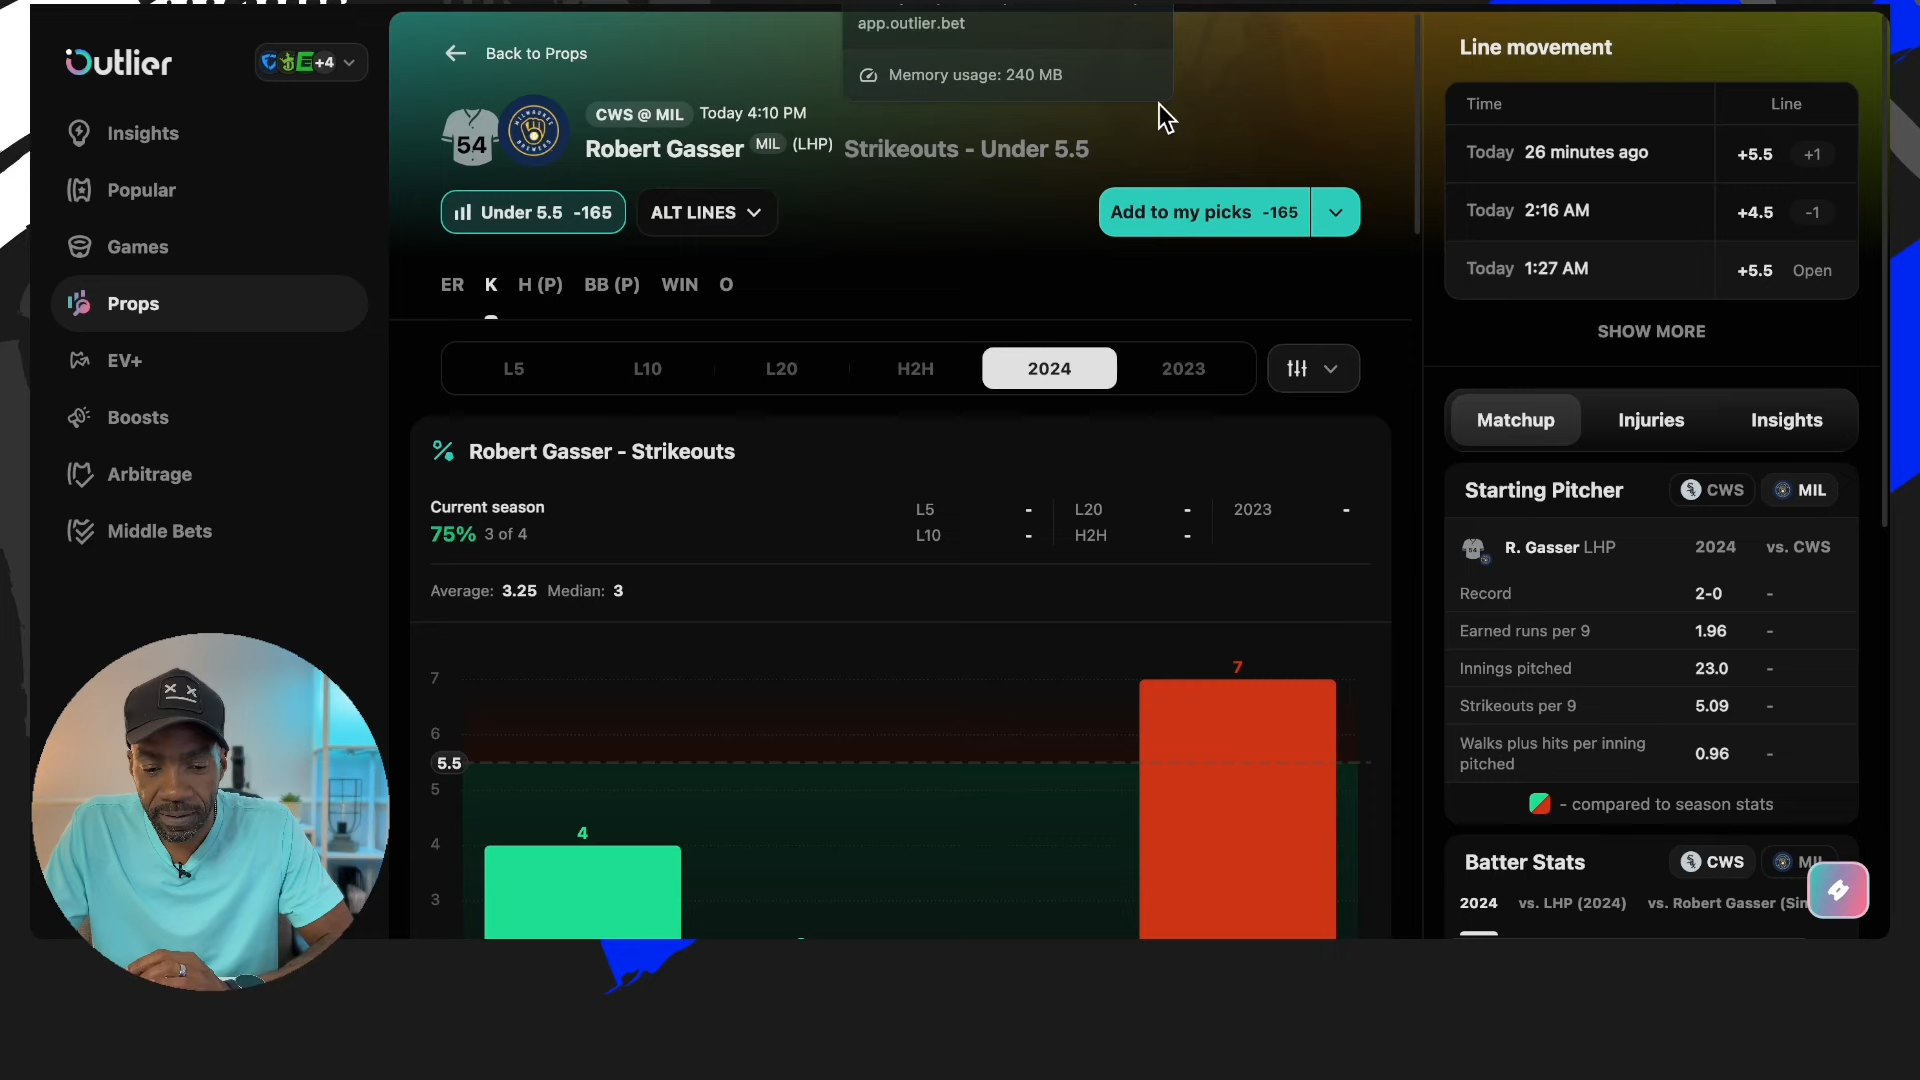 Outlier
+4
Insights
Popular
Games
Props
EV+
Boosts
Arbitrage
Middle Bets
app.outlier.bet
Memory usage: 240 MB
Back to Props
CWS @ MIL Today 4:10 PM
54
Robert Gasser MIL (LHP) Strikeouts - Under 5.5
Under 5.5 -165
ALT LINES
Add to my picks -165
ER K H (P) BB (P) WIN O
L5 L10 L20 H2H 2024 2023
Robert Gasser - Strikeouts
Current season
75% 3 of 4
L5 - L20 - 2023 -
L10 - H2H -
Average: 3.25 Median: 3
7
7
6
5.5
5
4
4
3
Line movement
Time Line
Today 26 minutes ago +5.5 +1
Today 2:16 AM +4.5 -1
Today 1:27 AM +5.5 Open
SHOW MORE
Matchup Injuries Insights
Starting Pitcher CWS MIL
R. Gasser LHP 2024 vs. CWS
Record 2-0 -
Earned runs per 9 1.96 -
Innings pitched 23.0 -
Strikeouts per 9 5.09 -
Walks plus hits per inning pitched 0.96 -
- compared to season stats
Batter Stats CWS
2024 vs. LHP (2024) vs. Robert Gasser (Sin